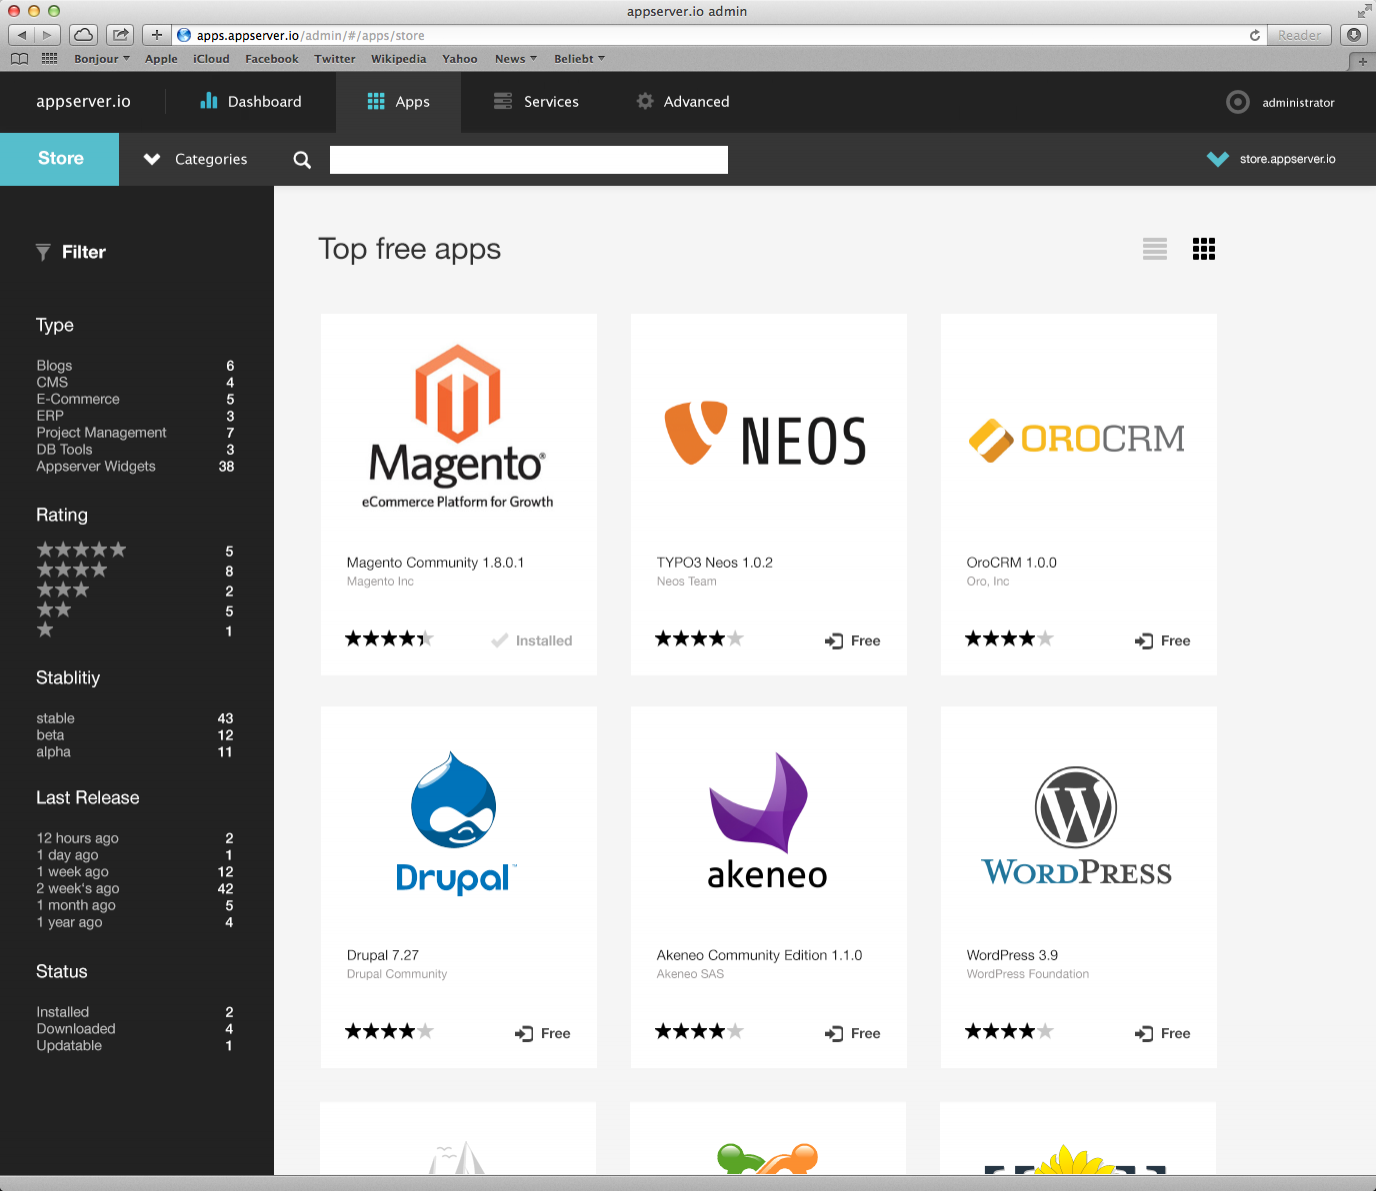 appserver.io admin
apps.appserver.io/admin/#/apps/store
Reader
Bonjour Apple iCloud Facebook Twitter Wikipedia Yahoo News Beliebt
appserver.io Dashboard Apps Services Advanced administrator
Store Categories store.appserver.io
Filter
Type
Blogs 6
CMS 4
E-Commerce 5
ERP 3
Project Management 7
DB Tools 3
Appserver Widgets 38
Rating
5
8
2
5
1
Stablitiy
stable 43
beta 12
alpha 11
Last Release
12 hours ago 2
1 day ago 1
1 week ago 12
2 week's ago 42
1 month ago 5
1 year ago 4
Status
Installed 2
Downloaded 4
Updatable 1
Top free apps
Magento®
eCommerce Platform for Growth
Magento Community 1.8.0.1
Magento Inc
Installed
NEOS
TYPO3 Neos 1.0.2
Neos Team
Free
OROCRM
OroCRM 1.0.0
Oro, Inc
Free
Drupal™
Drupal 7.27
Drupal Community
Free
akeneo
Akeneo Community Edition 1.1.0
Akeneo SAS
Free
WORDPRESS
WordPress 3.9
WordPress Foundation
Free